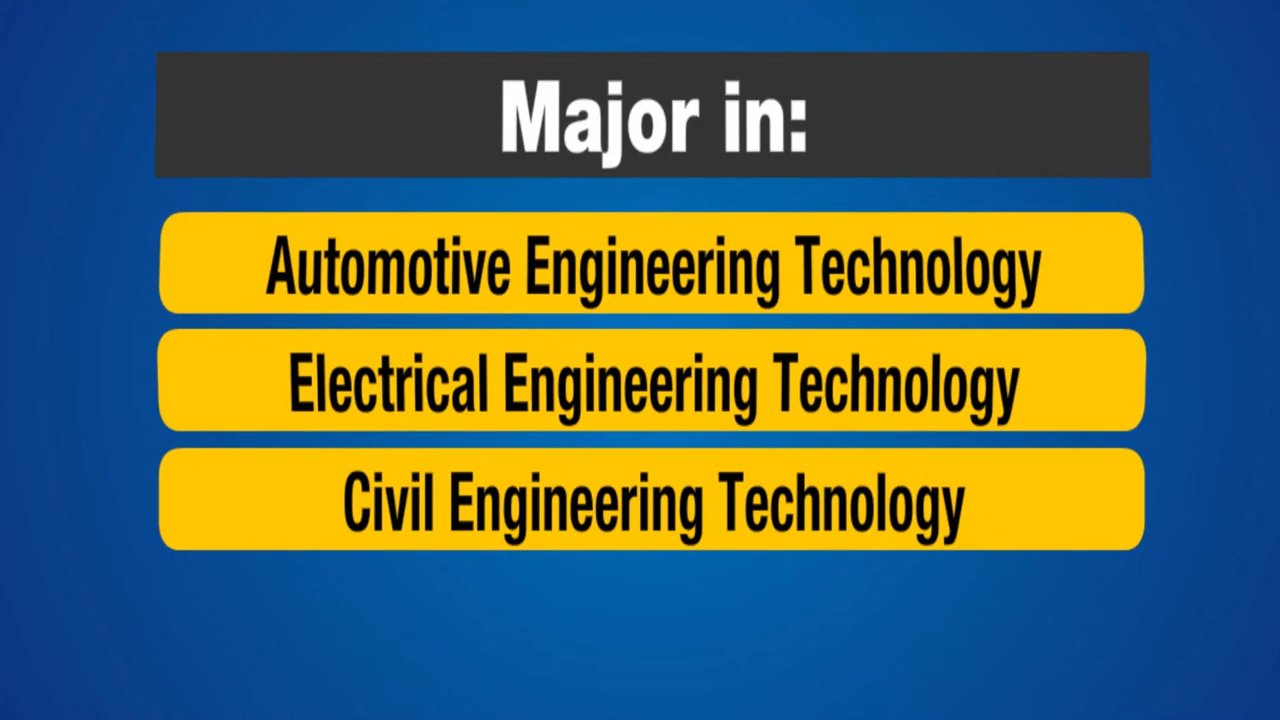 Major in:
Automotive Engineering Technology
Electrical Engineering Technology
Civil Engineering Technology